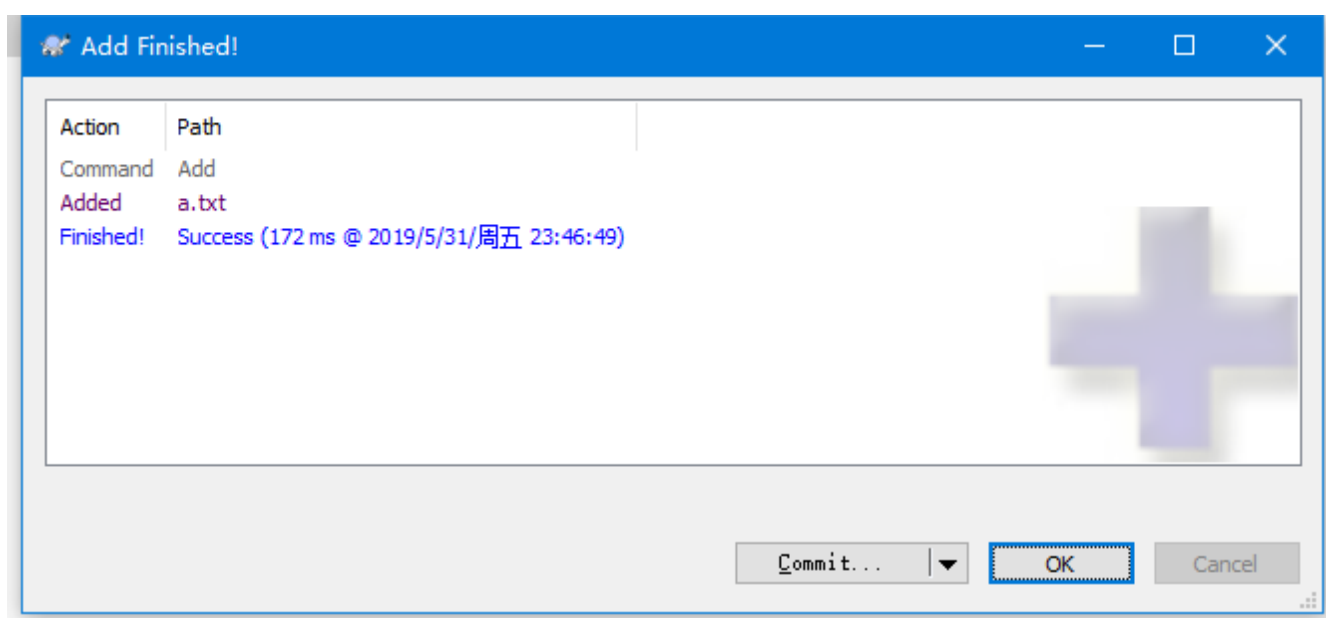 Add Finished!
Action Path
Command Add
Added a.txt
Finished! Success (172 ms @ 2019/5/31/周五 23:46:49)
Commit... OK Cancel